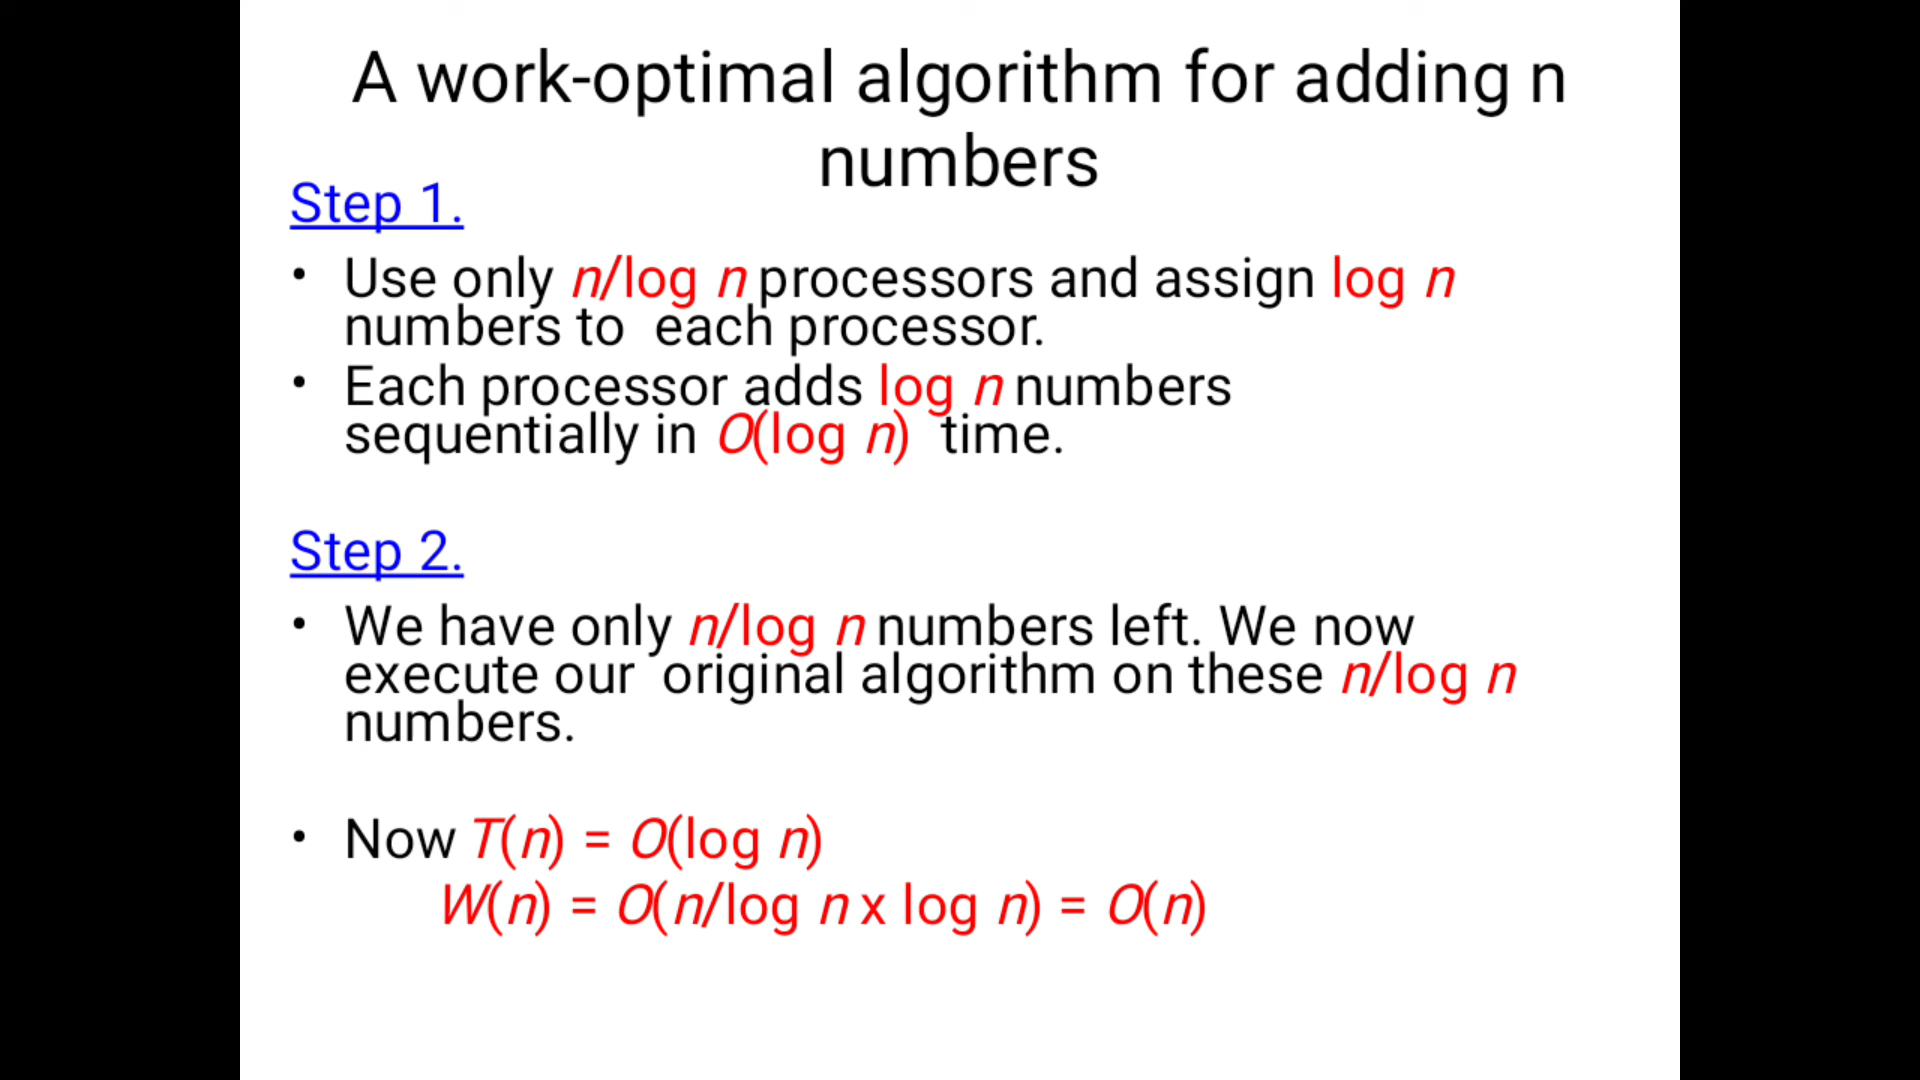 A work-optimal algorithm for adding n
numbers
Step 1.
• Use only n/log n processors and assign log n
numbers to each processor.
• Each processor adds log n numbers
sequentially in O(log n) time.
Step 2.
• We have only n/log n numbers left. We now
execute our original algorithm on these n/log n
numbers.
• Now T(n) = O(log n)
W(n) = O(n/log n x log n) = O(n)